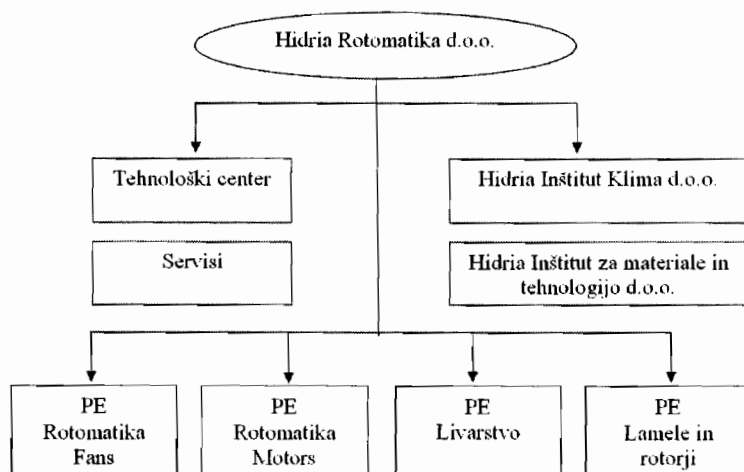 Hidria Rotomatika d.o.o.
Tehnološki center
Hidria Inštitut Klima d.o.o.
Servisi
Hidria Inštitut za materiale in
tehnologijo d.o.o.
PE
Rotomatika
Fans
PE
Rotomatika
Motors
PE
Livarstvo
PE
Lamele in
rotorji